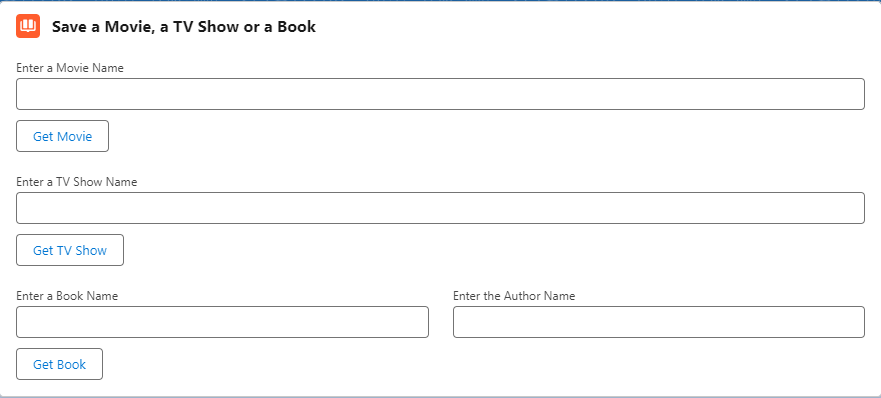 Save a Movie, a TV Show or a Book
Enter a Movie Name
Get Movie
Enter a TV Show Name
Get TV Show
Enter a Book Name
Enter the Author Name
Get Book